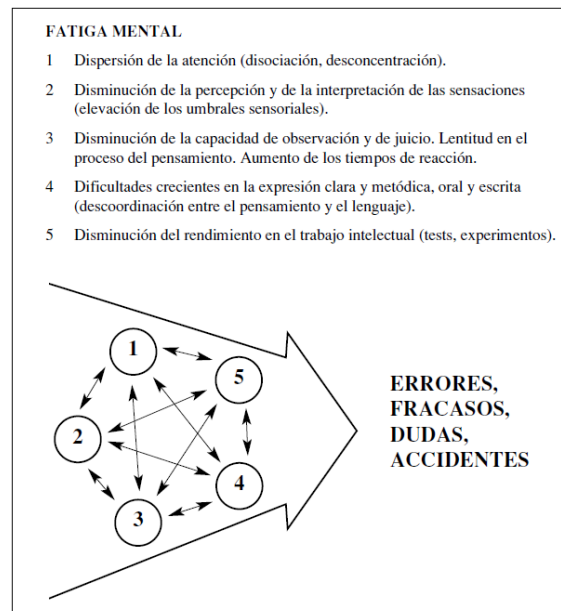 FATIGA MENTAL
1 Dispersión de la atención (disociación, desconcentración).
2 Disminución de la percepción y de la interpretación de las sensaciones
(elevación de los umbrales sensoriales).
3 Disminución de la capacidad de observación y de juicio. Lentitud en el
proceso del pensamiento. Aumento de los tiempos de reacción.
4 Dificultades crecientes en la expresión clara y metódica, oral y escrita
(descoordinación entre el pensamiento y el lenguaje).
5 Disminución del rendimiento en el trabajo intelectual (tests, experimentos).
1
5
2
4
3
ERRORES,
FRACASOS,
DUDAS,
ACCIDENTES